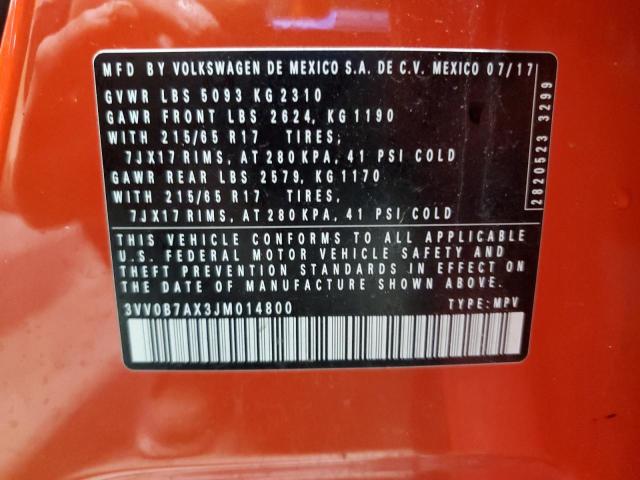 MFD BY VOLKSWAGEN DE MEXICO S.A. DE C.V. MEXICO 07/17
GVWR LBS 5093 KG 2310
GAWR FRONT LBS 2624, KG 1190
WITH 215/65 R17 TIRES,
7JX17 RIMS, AT 280 KPA, 41 PSI COLD
GAWR REAR LBS 2579, KG 1170
WITH 215/65 R17 TIRES,
7JX17 RIMS, AT 280 KPA, 41 PSI COLD
THIS VEHICLE CONFORMS TO ALL APPLICABLE
U.S. FEDERAL MOTOR VEHICLE SAFETY AND
THEFT PREVENTION STANDARDS IN EFFECT ON
THE DATE OF MANUFACTURE SHOWN ABOVE.
3VV0B7AX3JM014800 TYPE: MPV
2820523 3299